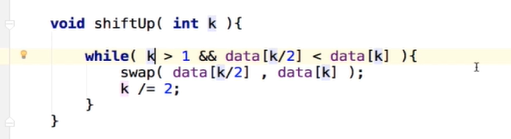 void shiftUp( int k ){
while( k > 1 && data[k/2] < data[k] ){
swap( data[k/2] , data[k] );
k /= 2;
}
}